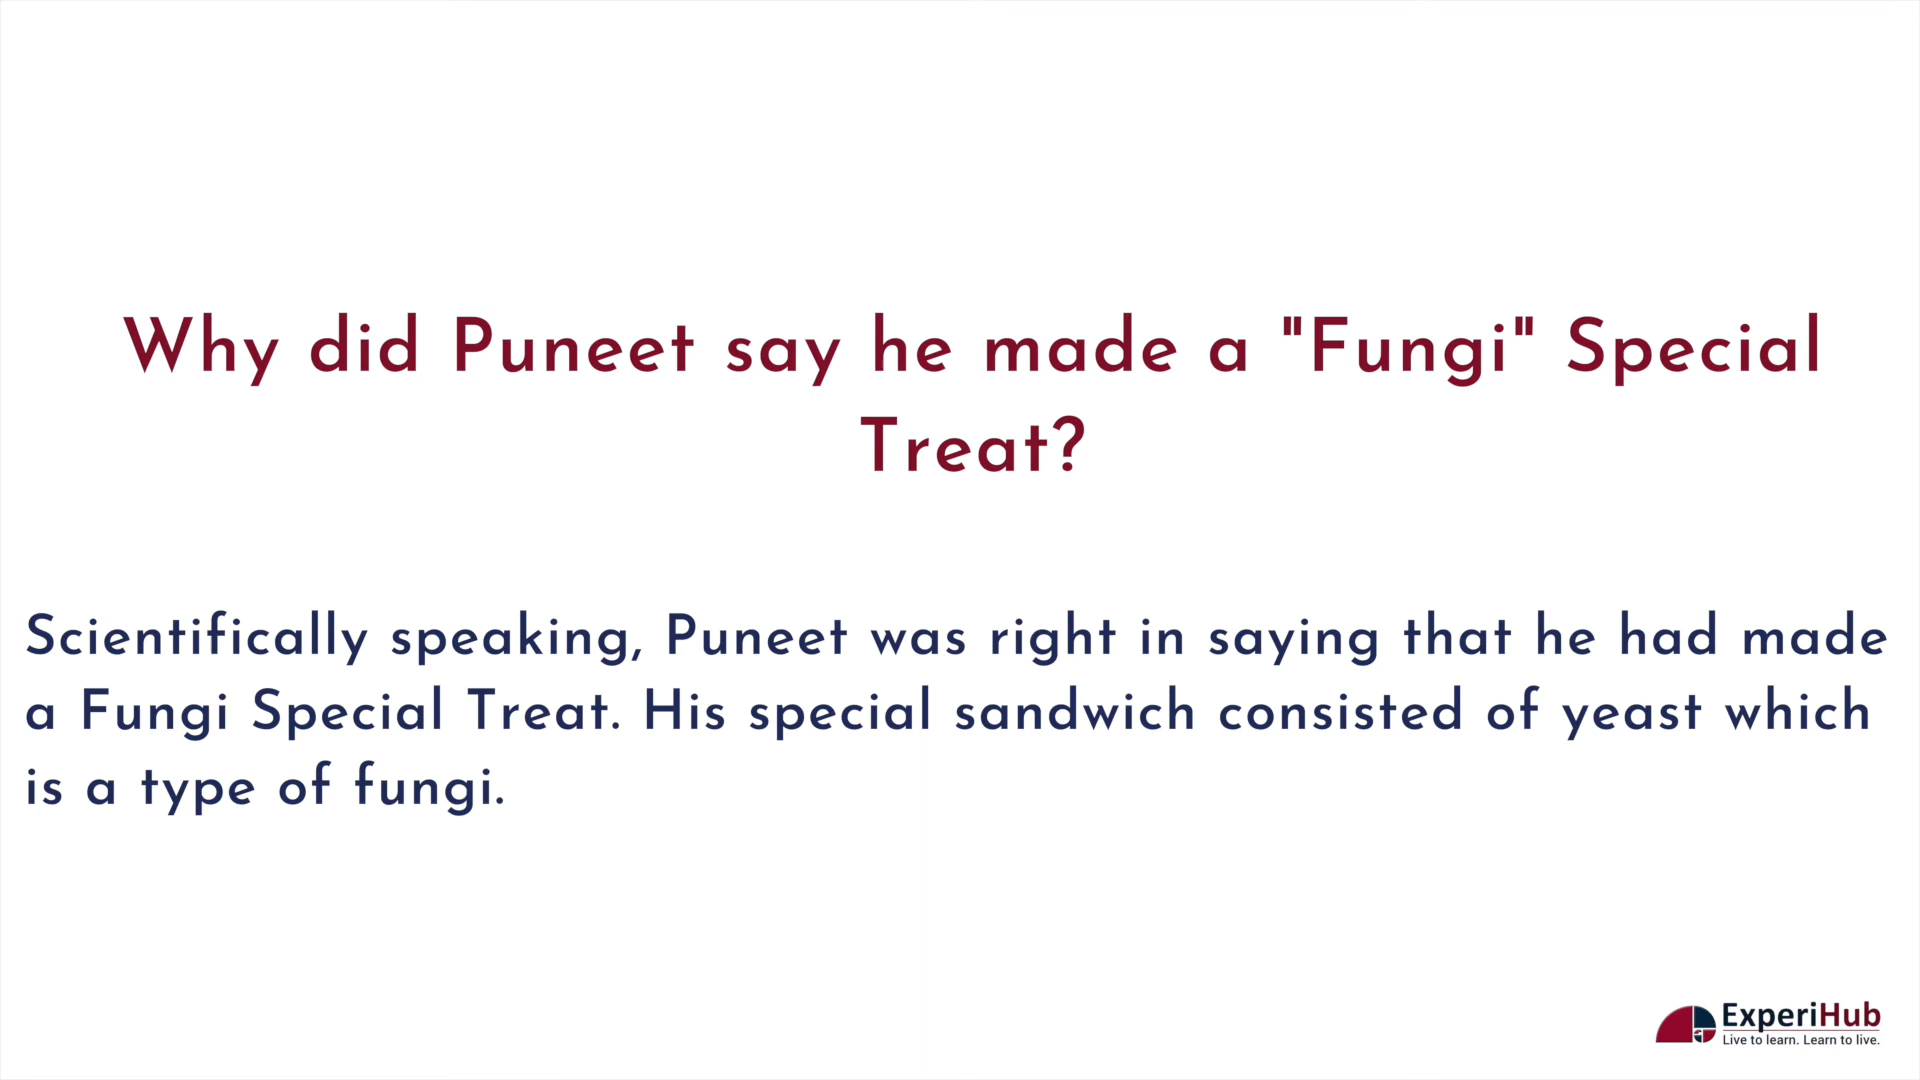 Why did Puneet say he made a "Fungi" Special
Treat?
Scientifically speaking, Puneet was right in saying that he had made
a Fungi Special Treat. His special sandwich consisted of yeast which
is a type of fungi.
ExperiHub
Live to learn. Learn to live.